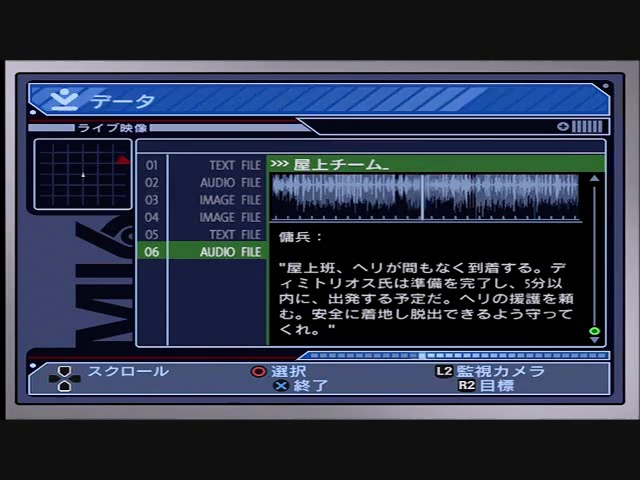 データ
ライブ映像
01 TEXT FILE
02 AUDIO FILE
03 IMAGE FILE
04 IMAGE FILE
05 TEXT FILE
06 AUDIO FILE
>>> 屋上チーム_
傭兵：
"屋上班、ヘリが間もなく到着する。デ
ィミトリオス氏は準備を完了し、5分以
内に、出発する予定だ。ヘリの援護を頼
む。安全に着地し脱出できるよう守って
くれ。"
MI6
スクロール
選択
L2 監視カメラ
終了
R2 目標